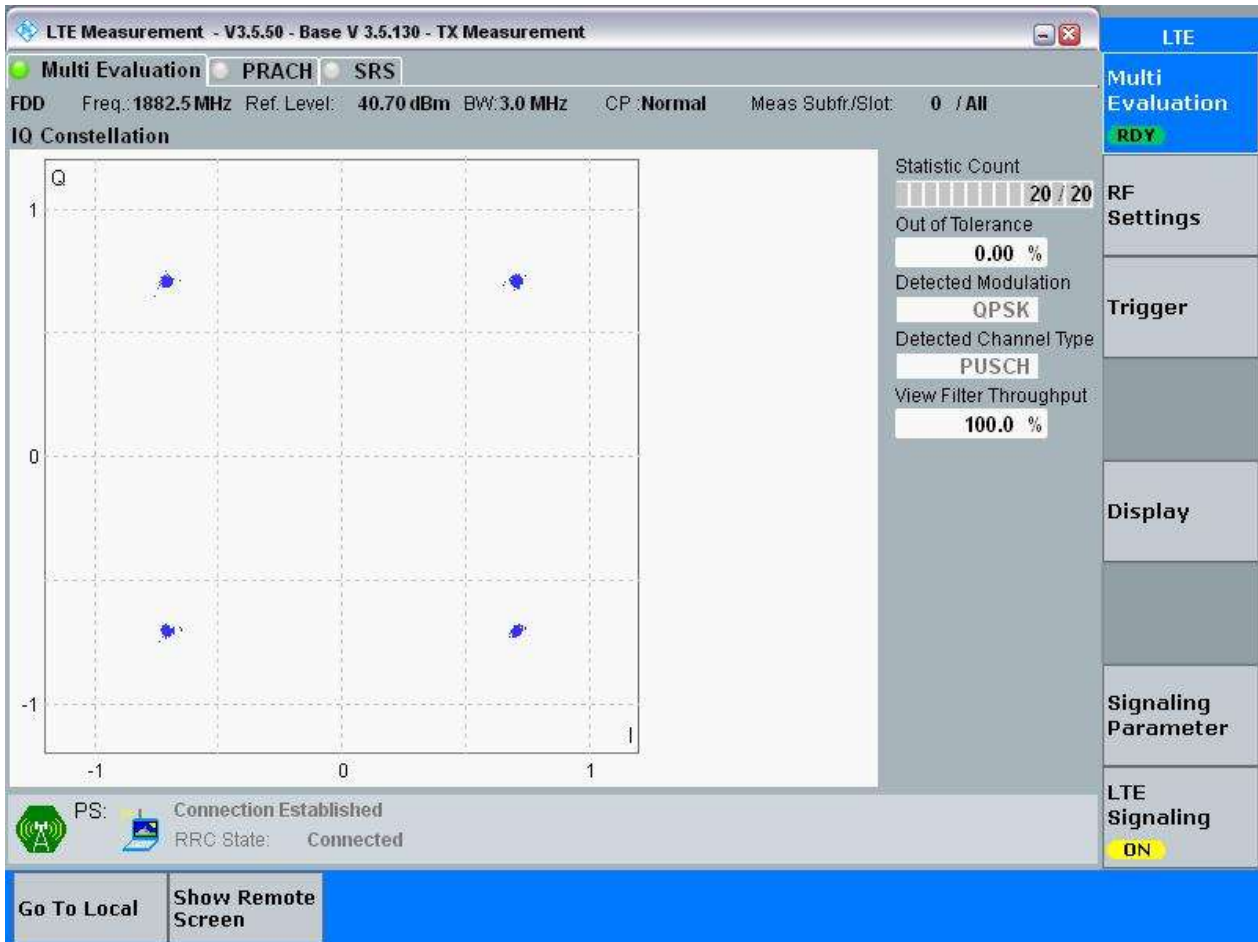 LTE Measurement - V3.5.50 - Base V 3.5.130 - TX Measurement
Multi Evaluation PRACH SRS
FDD Freq.: 1882.5 MHz Ref. Level: 40.70 dBm BW: 3.0 MHz CP : Normal Meas Subfr./Slot: 0 / All
IQ Constellation
Q
1
0
-1
I
-1 0 1
Statistic Count
20 / 20
Out of Tolerance
0.00 %
Detected Modulation
QPSK
Detected Channel Type
PUSCH
View Filter Throughput
100.0 %
LTE
Multi
Evaluation
RDY
RF
Settings
Trigger
Display
Signaling
Parameter
LTE
Signaling
ON
PS: Connection Established
RRC State: Connected
Go To Local
Show Remote
Screen